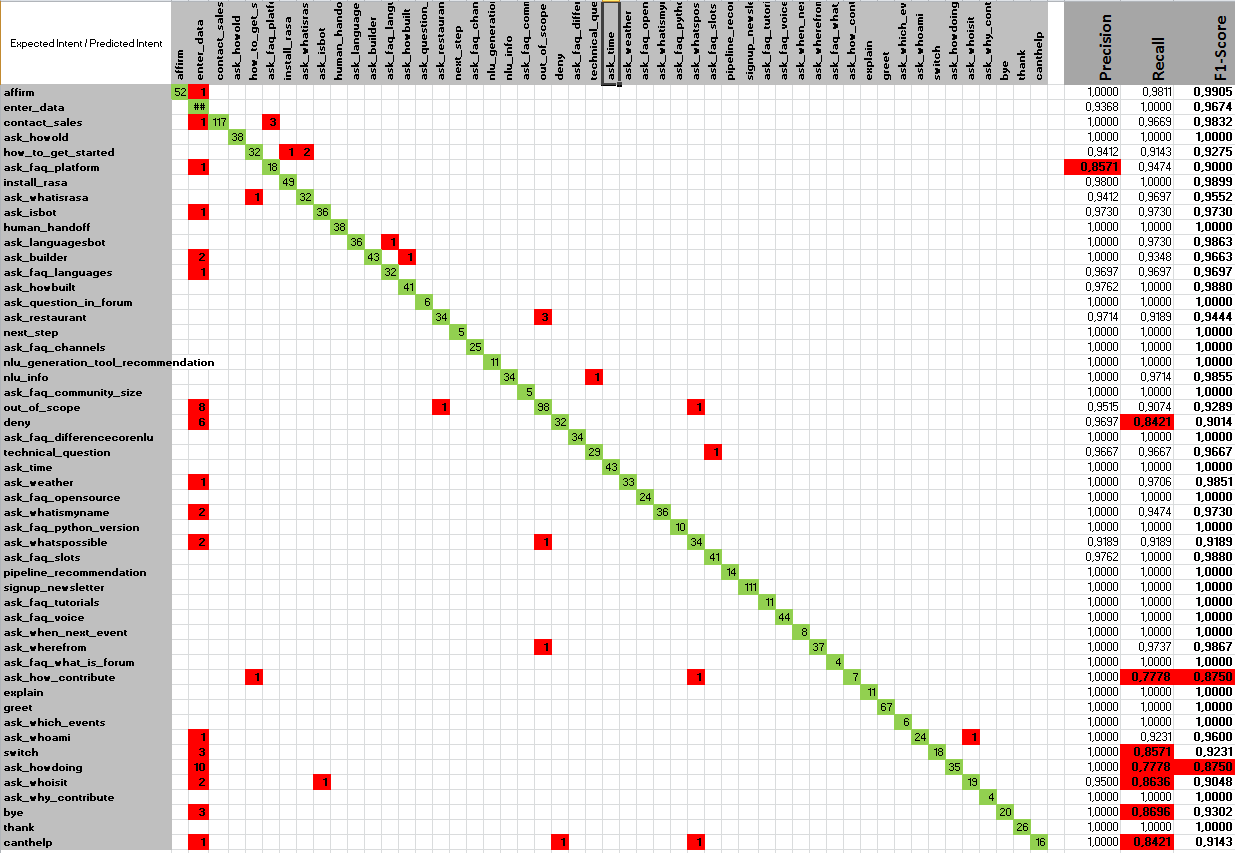 Expected Intent / Predicted Intent
affirm
enter_data
contact_sales
ask_howold
how_to_get_s
ask_faq_platf
install_rasa
ask_whatisras
ask_isbot
human_hando
ask_language
ask_builder
ask_faq_langu
ask_howbuilt
ask_question_
ask_restauran
next_step
ask_faq_chan
nlu_generation
nlu_info
ask_faq_comm
out_of_scope
deny
ask_faq_differ
technical_que
ask_time
ask_weather
ask_faq_open
ask_whatismy
ask_faq_pytho
ask_whatspos
ask_faq_slots
pipeline_recor
signup_newsle
ask_faq_tutori
ask_faq_voice
ask_when_ne
ask_wherefrom
ask_faq_what_
ask_how_cont
explain
greet
ask_which_ev
ask_whoami
switch
ask_howdoing
ask_whoisit
ask_why_cont
bye
thank
canthelp
Precision
Recall
F1-Score
affirm 52 1 1,0000 0,9811 0,9905
enter_data ## 0,9368 1,0000 0,9674
contact_sales 1 117 3 1,0000 0,9669 0,9832
ask_howold 38 1,0000 1,0000 1,0000
how_to_get_started 32 1 2 0,9412 0,9143 0,9275
ask_faq_platform 1 18 0,8571 0,9474 0,9000
install_rasa 49 0,9800 1,0000 0,9899
ask_whatisrasa 1 32 0,9412 0,9697 0,9552
ask_isbot 1 36 0,9730 0,9730 0,9730
human_handoff 38 1,0000 1,0000 1,0000
ask_languagesbot 36 1 1,0000 0,9730 0,9863
ask_builder 2 43 1 1,0000 0,9348 0,9663
ask_faq_languages 1 32 0,9697 0,9697 0,9697
ask_howbuilt 41 0,9762 1,0000 0,9880
ask_question_in_forum 6 1,0000 1,0000 1,0000
ask_restaurant 34 3 0,9714 0,9189 0,9444
next_step 5 1,0000 1,0000 1,0000
ask_faq_channels 25 1,0000 1,0000 1,0000
nlu_generation_tool_recommendation 11 1,0000 1,0000 1,0000
nlu_info 34 1 1,0000 0,9714 0,9855
ask_faq_community_size 5 1,0000 1,0000 1,0000
out_of_scope 8 1 98 1 0,9515 0,9074 0,9289
deny 6 32 0,9697 0,8421 0,9014
ask_faq_differencecorenlu 34 1,0000 1,0000 1,0000
technical_question 29 1 0,9667 0,9667 0,9667
ask_time 43 1,0000 1,0000 1,0000
ask_weather 1 33 1,0000 0,9706 0,9851
ask_faq_opensource 24 1,0000 1,0000 1,0000
ask_whatismyname 2 36 1,0000 0,9474 0,9730
ask_faq_python_version 10 1,0000 1,0000 1,0000
ask_whatspossible 2 1 34 0,9189 0,9189 0,9189
ask_faq_slots 41 0,9762 1,0000 0,9880
pipeline_recommendation 14 1,0000 1,0000 1,0000
signup_newsletter 111 1,0000 1,0000 1,0000
ask_faq_tutorials 11 1,0000 1,0000 1,0000
ask_faq_voice 44 1,0000 1,0000 1,0000
ask_when_next_event 8 1,0000 1,0000 1,0000
ask_wherefrom 1 37 1,0000 0,9737 0,9867
ask_faq_what_is_forum 4 1,0000 1,0000 1,0000
ask_how_contribute 1 1 7 1,0000 0,7778 0,8750
explain 11 1,0000 1,0000 1,0000
greet 67 1,0000 1,0000 1,0000
ask_which_events 6 1,0000 1,0000 1,0000
ask_whoami 1 24 1 1,0000 0,9231 0,9600
switch 3 18 1,0000 0,8571 0,9231
ask_howdoing 10 35 1,0000 0,7778 0,8750
ask_whoisit 2 1 19 0,9500 0,8636 0,9048
ask_why_contribute 4 1,0000 1,0000 1,0000
bye 3 20 1,0000 0,8696 0,9302
thank 26 1,0000 1,0000 1,0000
canthelp 1 1 1 16 1,0000 0,8421 0,9143